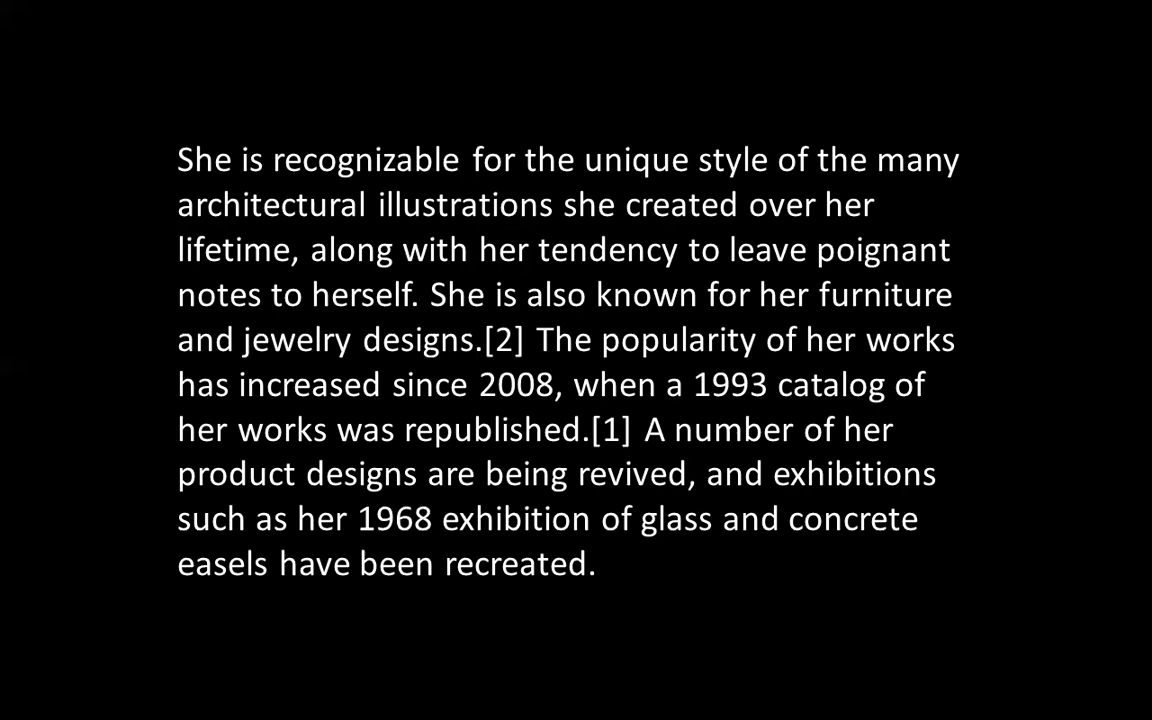 She is recognizable for the unique style of the many
architectural illustrations she created over her
lifetime, along with her tendency to leave poignant
notes to herself. She is also known for her furniture
and jewelry designs.[2] The popularity of her works
has increased since 2008, when a 1993 catalog of
her works was republished.[1] A number of her
product designs are being revived, and exhibitions
such as her 1968 exhibition of glass and concrete
easels have been recreated.